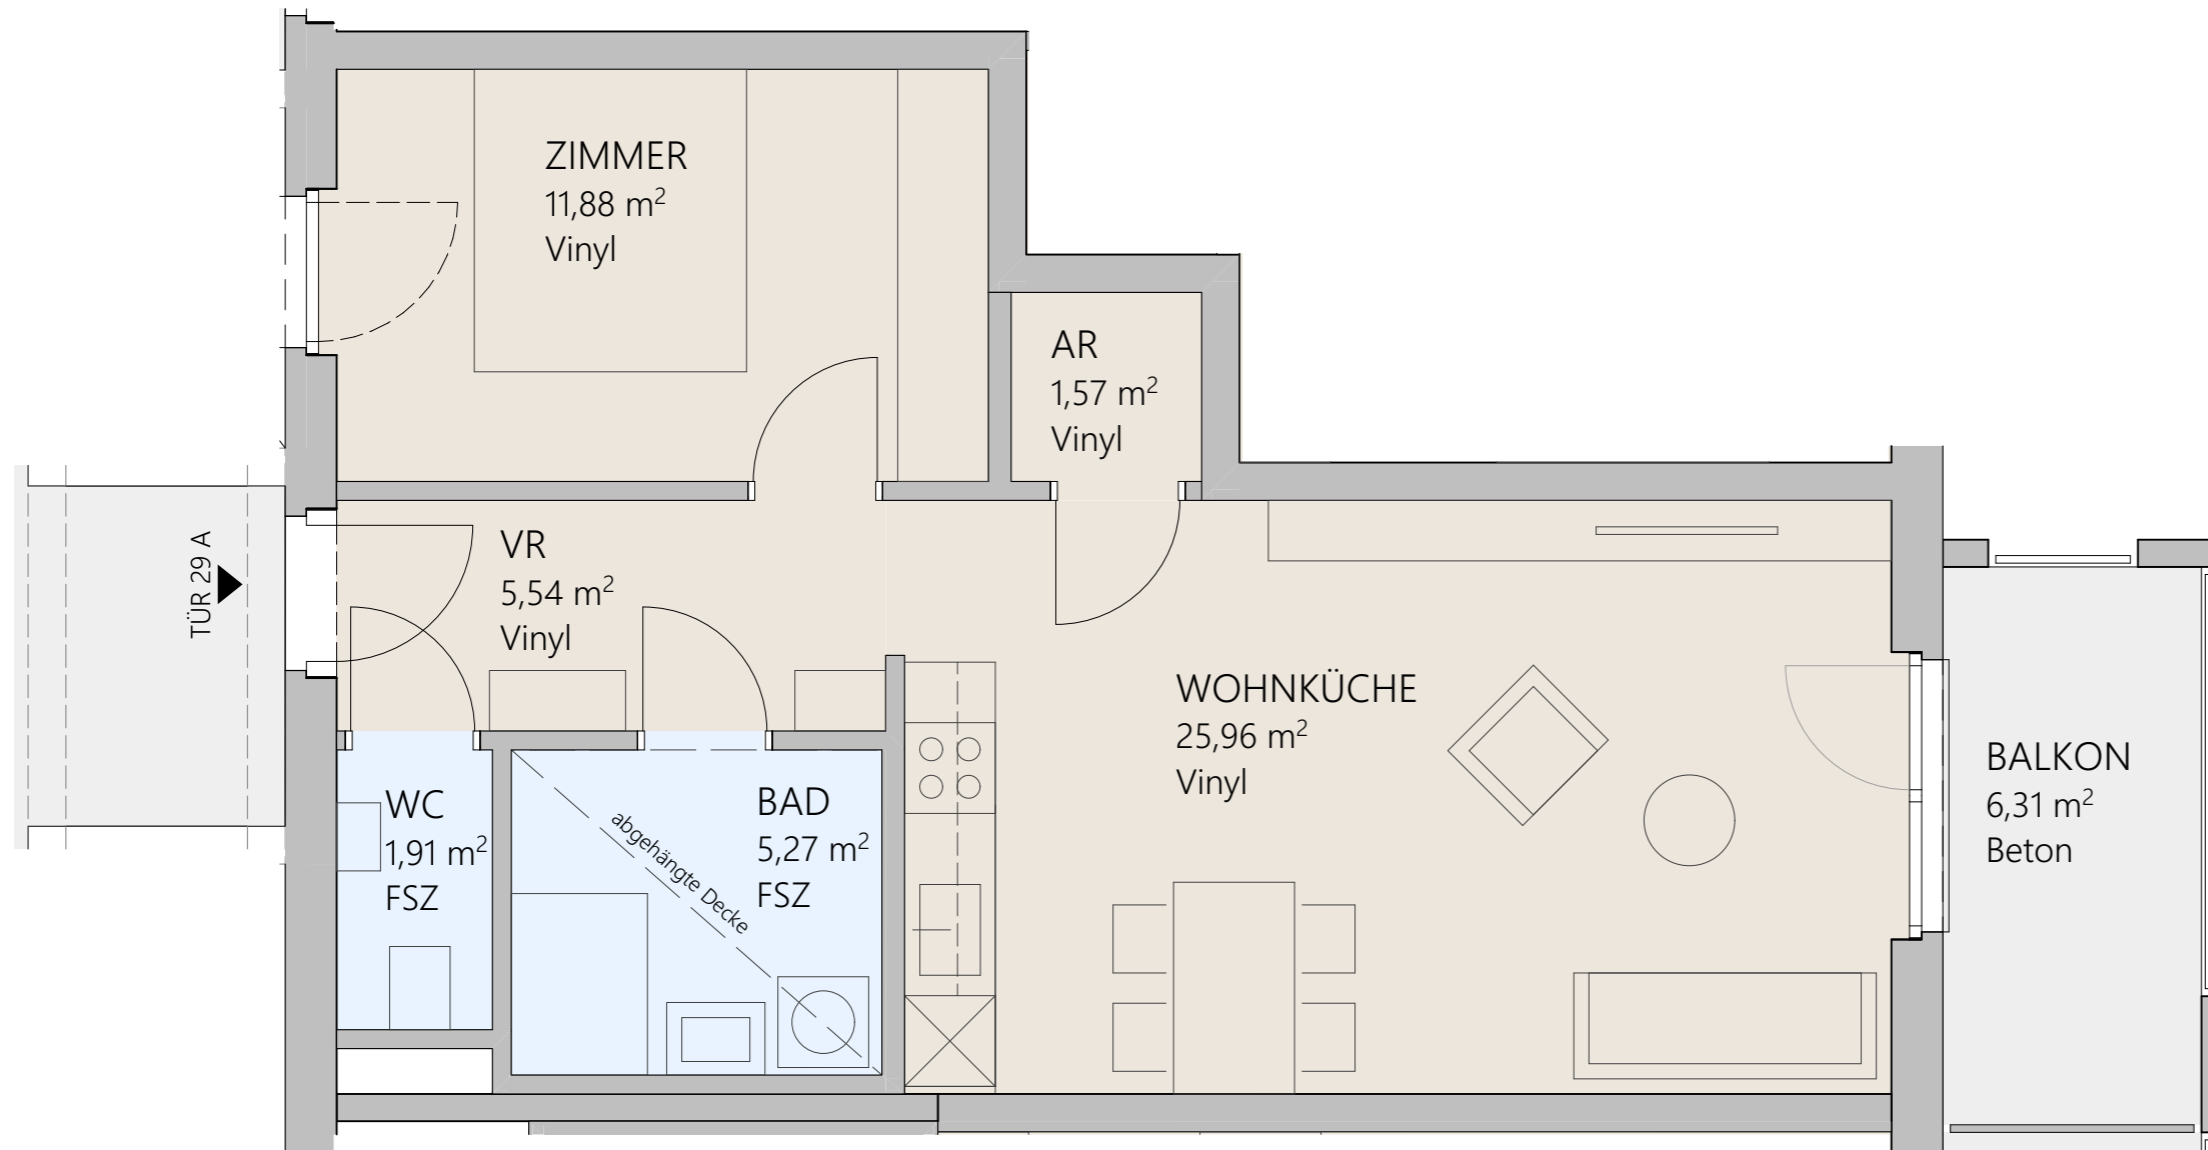 ZIMMER
11,88 m²
Vinyl
AR
1,57 m²
Vinyl
TÜR 29 A
VR
5,54 m²
Vinyl
WOHNKÜCHE
25,96 m²
Vinyl
BALKON
6,31 m²
Beton
WC
1,91 m²
FSZ
BAD
5,27 m²
FSZ
abgehängte Decke